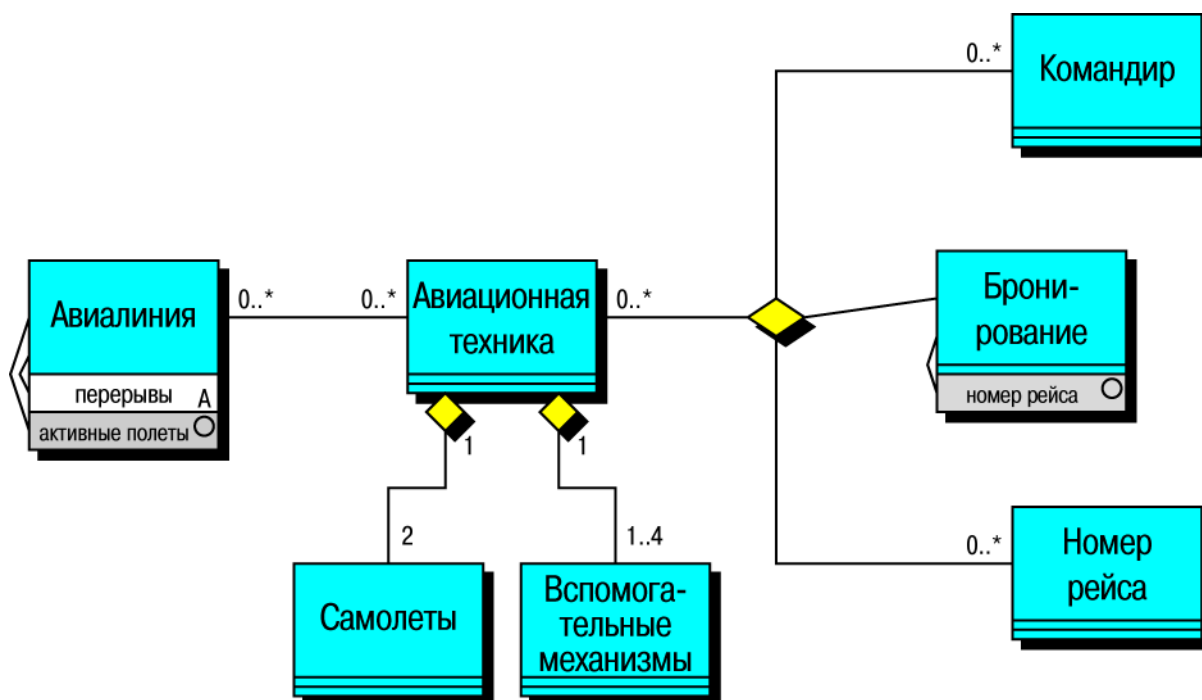 0..*
Командир
Авиалиния
0..*
0..*
Авиационная
техника
0..*
Брони-
рование
перерывы A
активные полеты
номер рейса
1
1
2
1..4
0..*
Номер
рейса
Самолеты
Вспомога-
тельные
механизмы